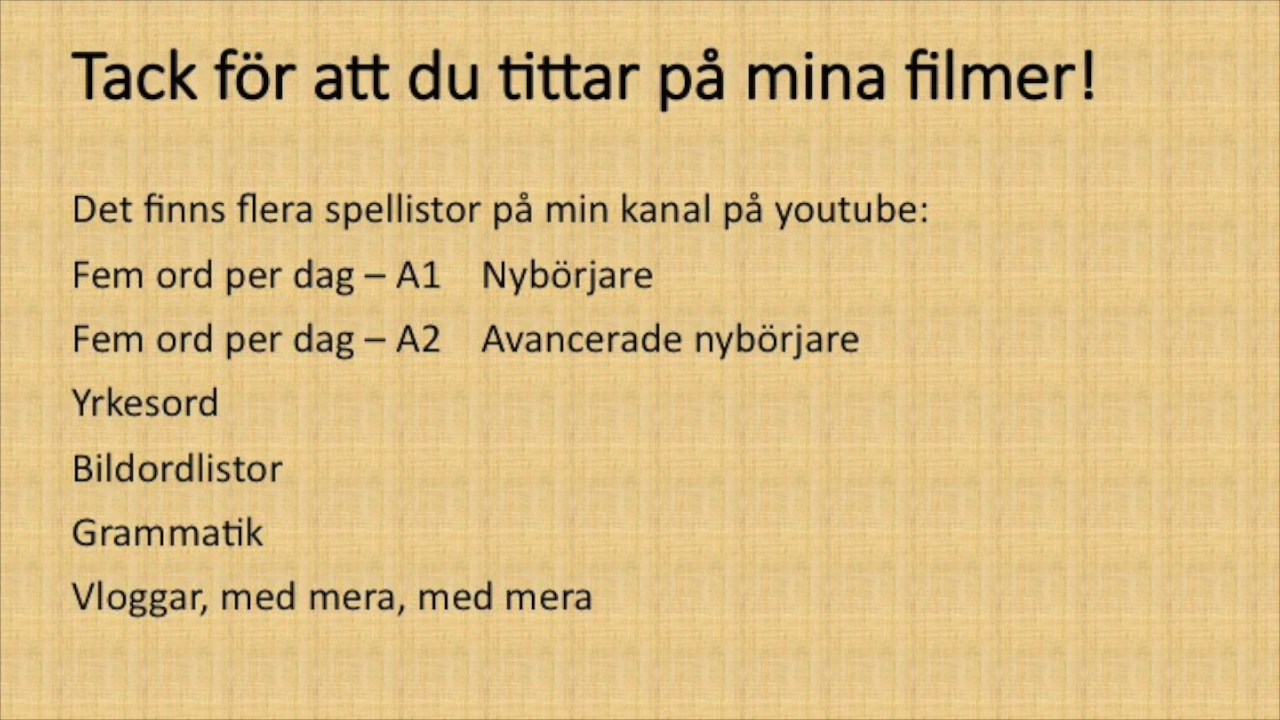 Tack för att du tittar på mina filmer!
Det finns flera spellistor på min kanal på youtube:
Fem ord per dag – A1 Nybörjare
Fem ord per dag – A2 Avancerade nybörjare
Yrkesord
Bildordlistor
Grammatik
Vloggar, med mera, med mera